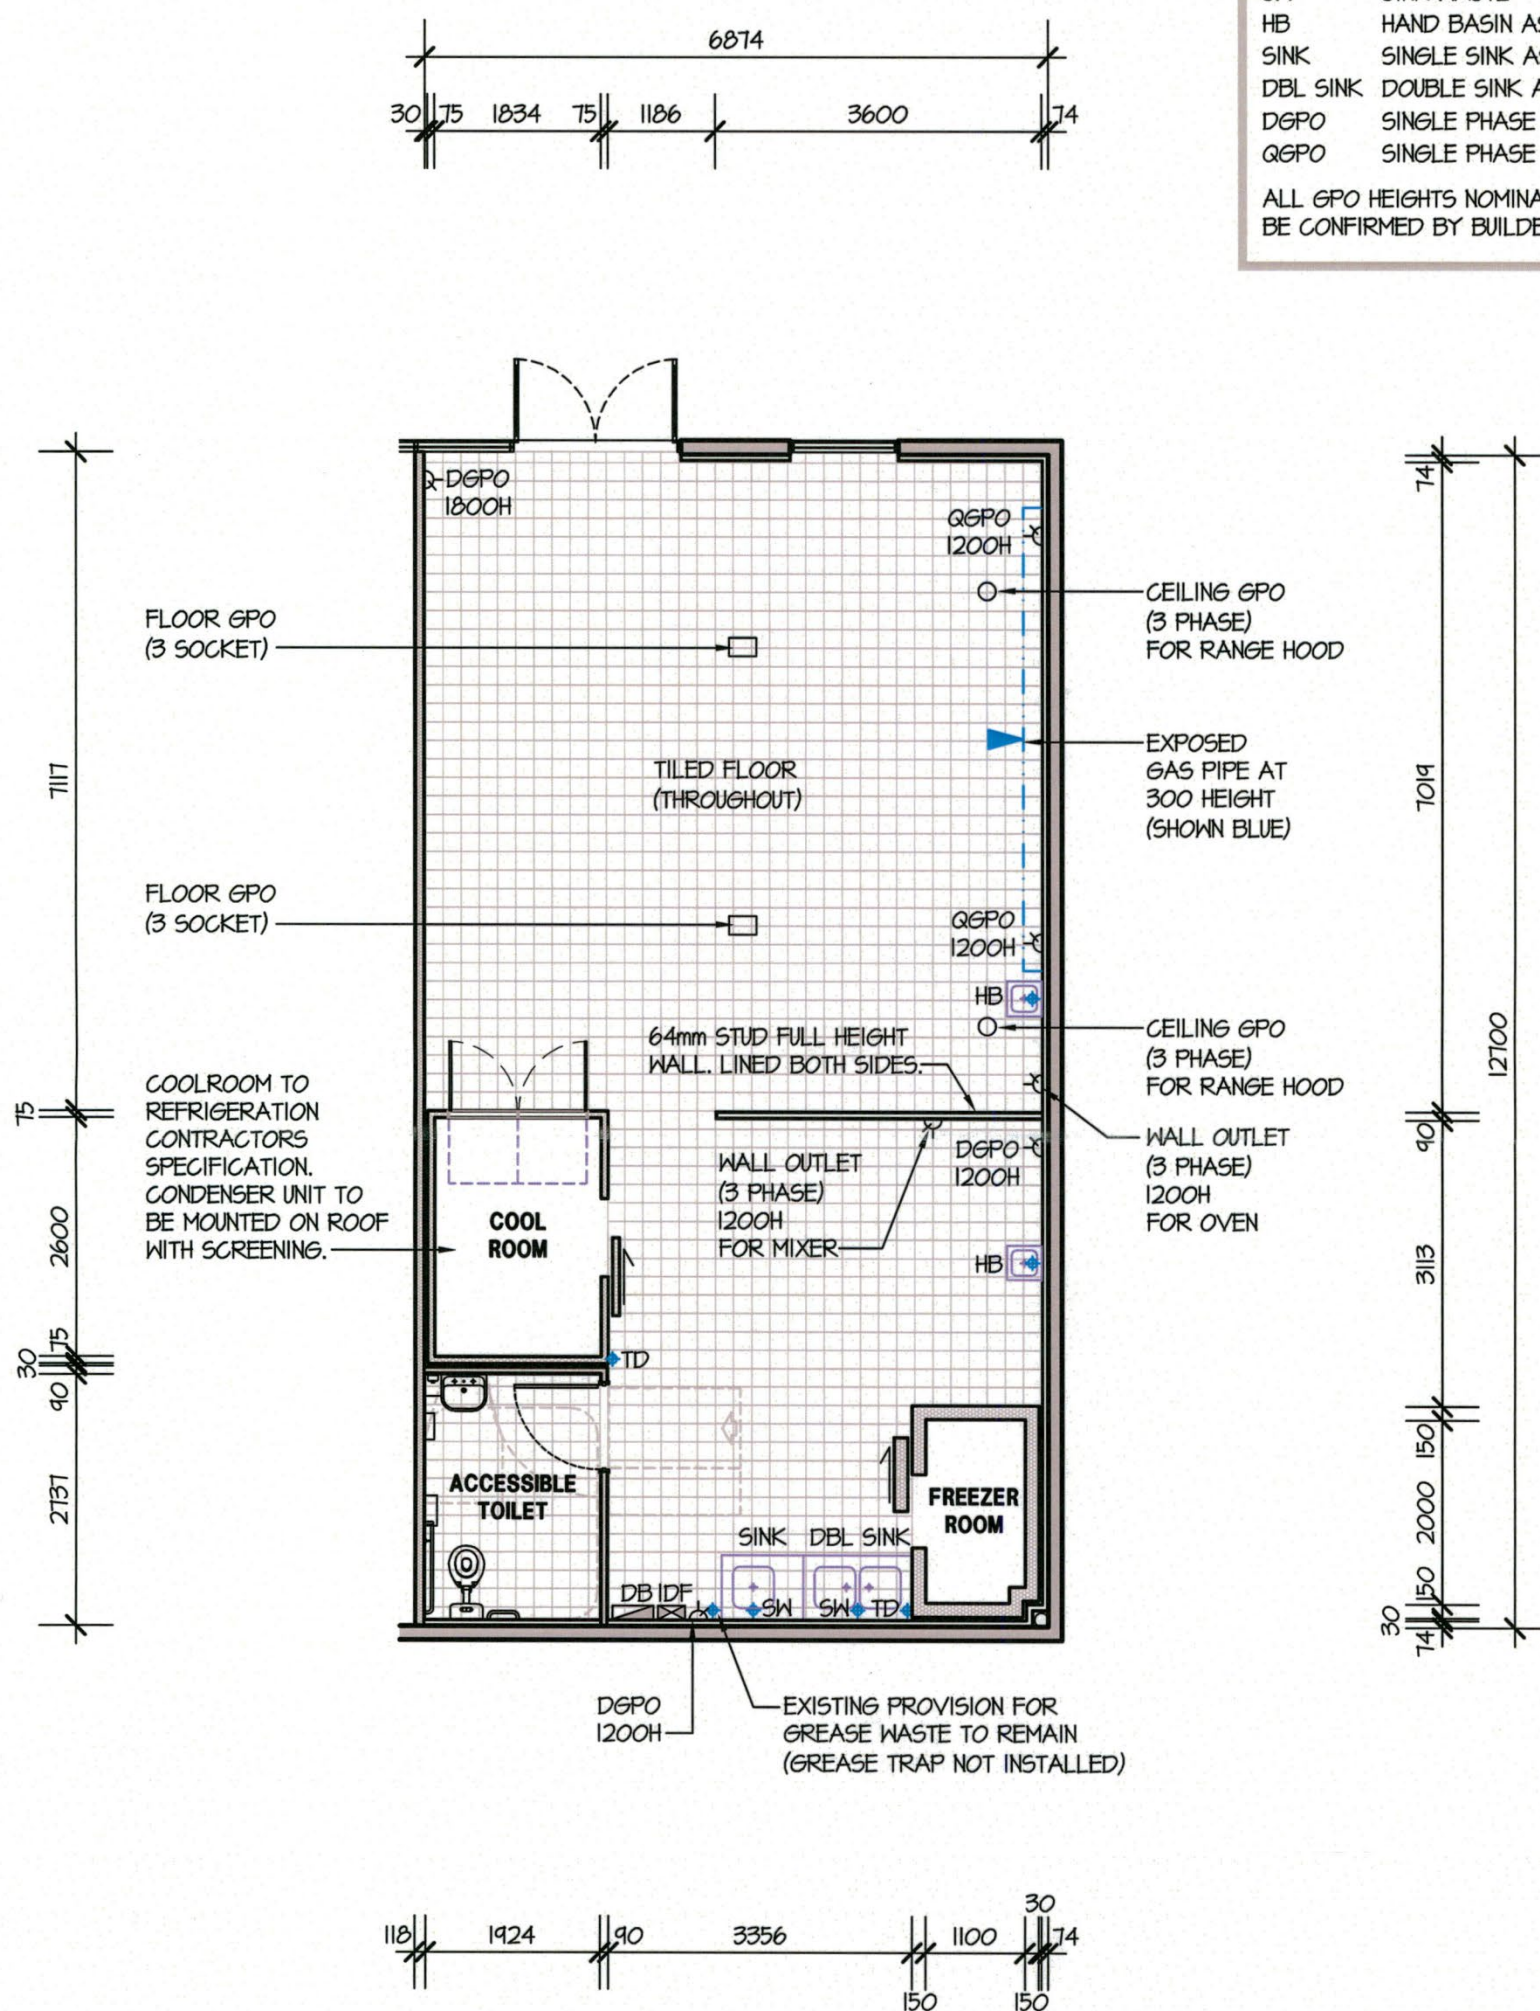 HB HAND BASIN
SINK SINGLE SINK
DBL SINK DOUBLE SINK
DGPO SINGLE PHASE
QGPO SINGLE PHASE
ALL GPO HEIGHTS
BE CONFIRMED BY
6874
30 75 1834 75 1186 3600 74
DGPO
1800H
QGPO
1200H
CEILING GPO
(3 PHASE)
FOR RANGE HOOD
FLOOR GPO
(3 SOCKET)
EXPOSED
GAS PIPE AT
300 HEIGHT
(SHOWN BLUE)
TILED FLOOR
(THROUGHOUT)
FLOOR GPO
(3 SOCKET)
QGPO
1200H
HB
64mm STUD FULL HEIGHT
WALL. LINED BOTH SIDES.
CEILING GPO
(3 PHASE)
FOR RANGE HOOD
COOLROOM TO
REFRIGERATION
CONTRACTORS
SPECIFICATION.
CONDENSER UNIT TO
BE MOUNTED ON ROOF
WITH SCREENING.
WALL OUTLET
(3 PHASE)
1200H
FOR OVEN
DGPO
1200H
WALL OUTLET
(3 PHASE)
1200H
FOR MIXER
COOL
ROOM
HB
TD
ACCESSIBLE
TOILET
FREEZER
ROOM
SINK DBL SINK
DB IDF
SW SW TD
DGPO
1200H
EXISTING PROVISION FOR
GREASE WASTE TO REMAIN
(GREASE TRAP NOT INSTALLED)
7117
75
2600
75
30
90
2737
74
7019
90
3113
150
2000
150
30
74
12700
30
118 1924 90 3356 1100 74
150 150